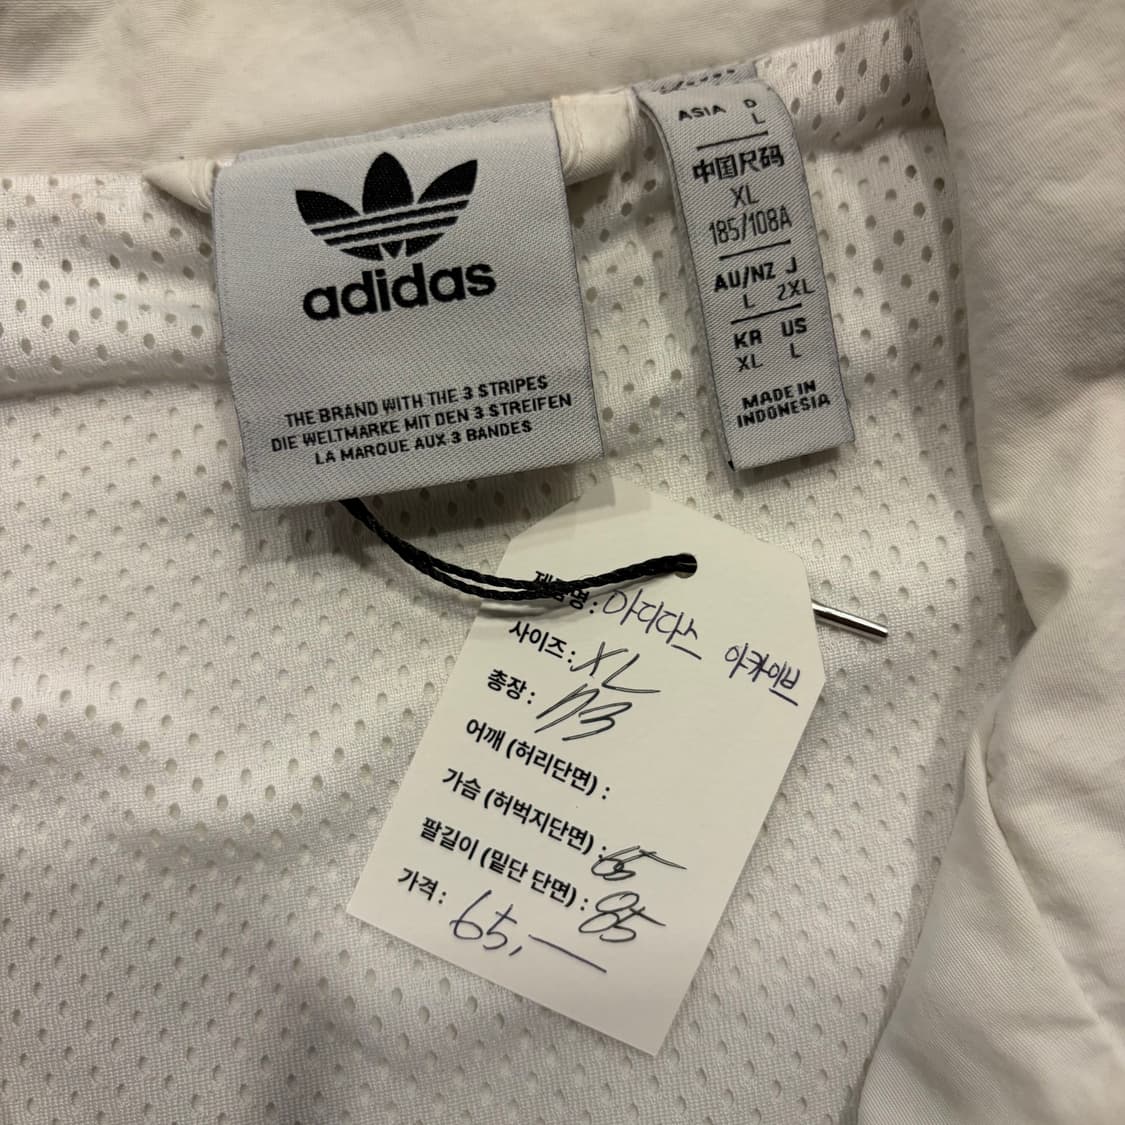 adidas
THE BRAND WITH THE 3 STRIPES
DIE WELTMARKE MIT DEN 3 STREIFEN
LA MARQUE AUX 3 BANDES
ASIA D
L
中国尺码
XL
185/108A
AU/NZ J
L 2XL
KR US
XL L
MADE IN
INDONESIA
제품명: 아디다스 아카이브
사이즈: XL
총장: 73
어깨 (허리단면) :
가슴 (허벅지단면) : 65
팔길이 (밑단 단면) : 85
가격: 65,—